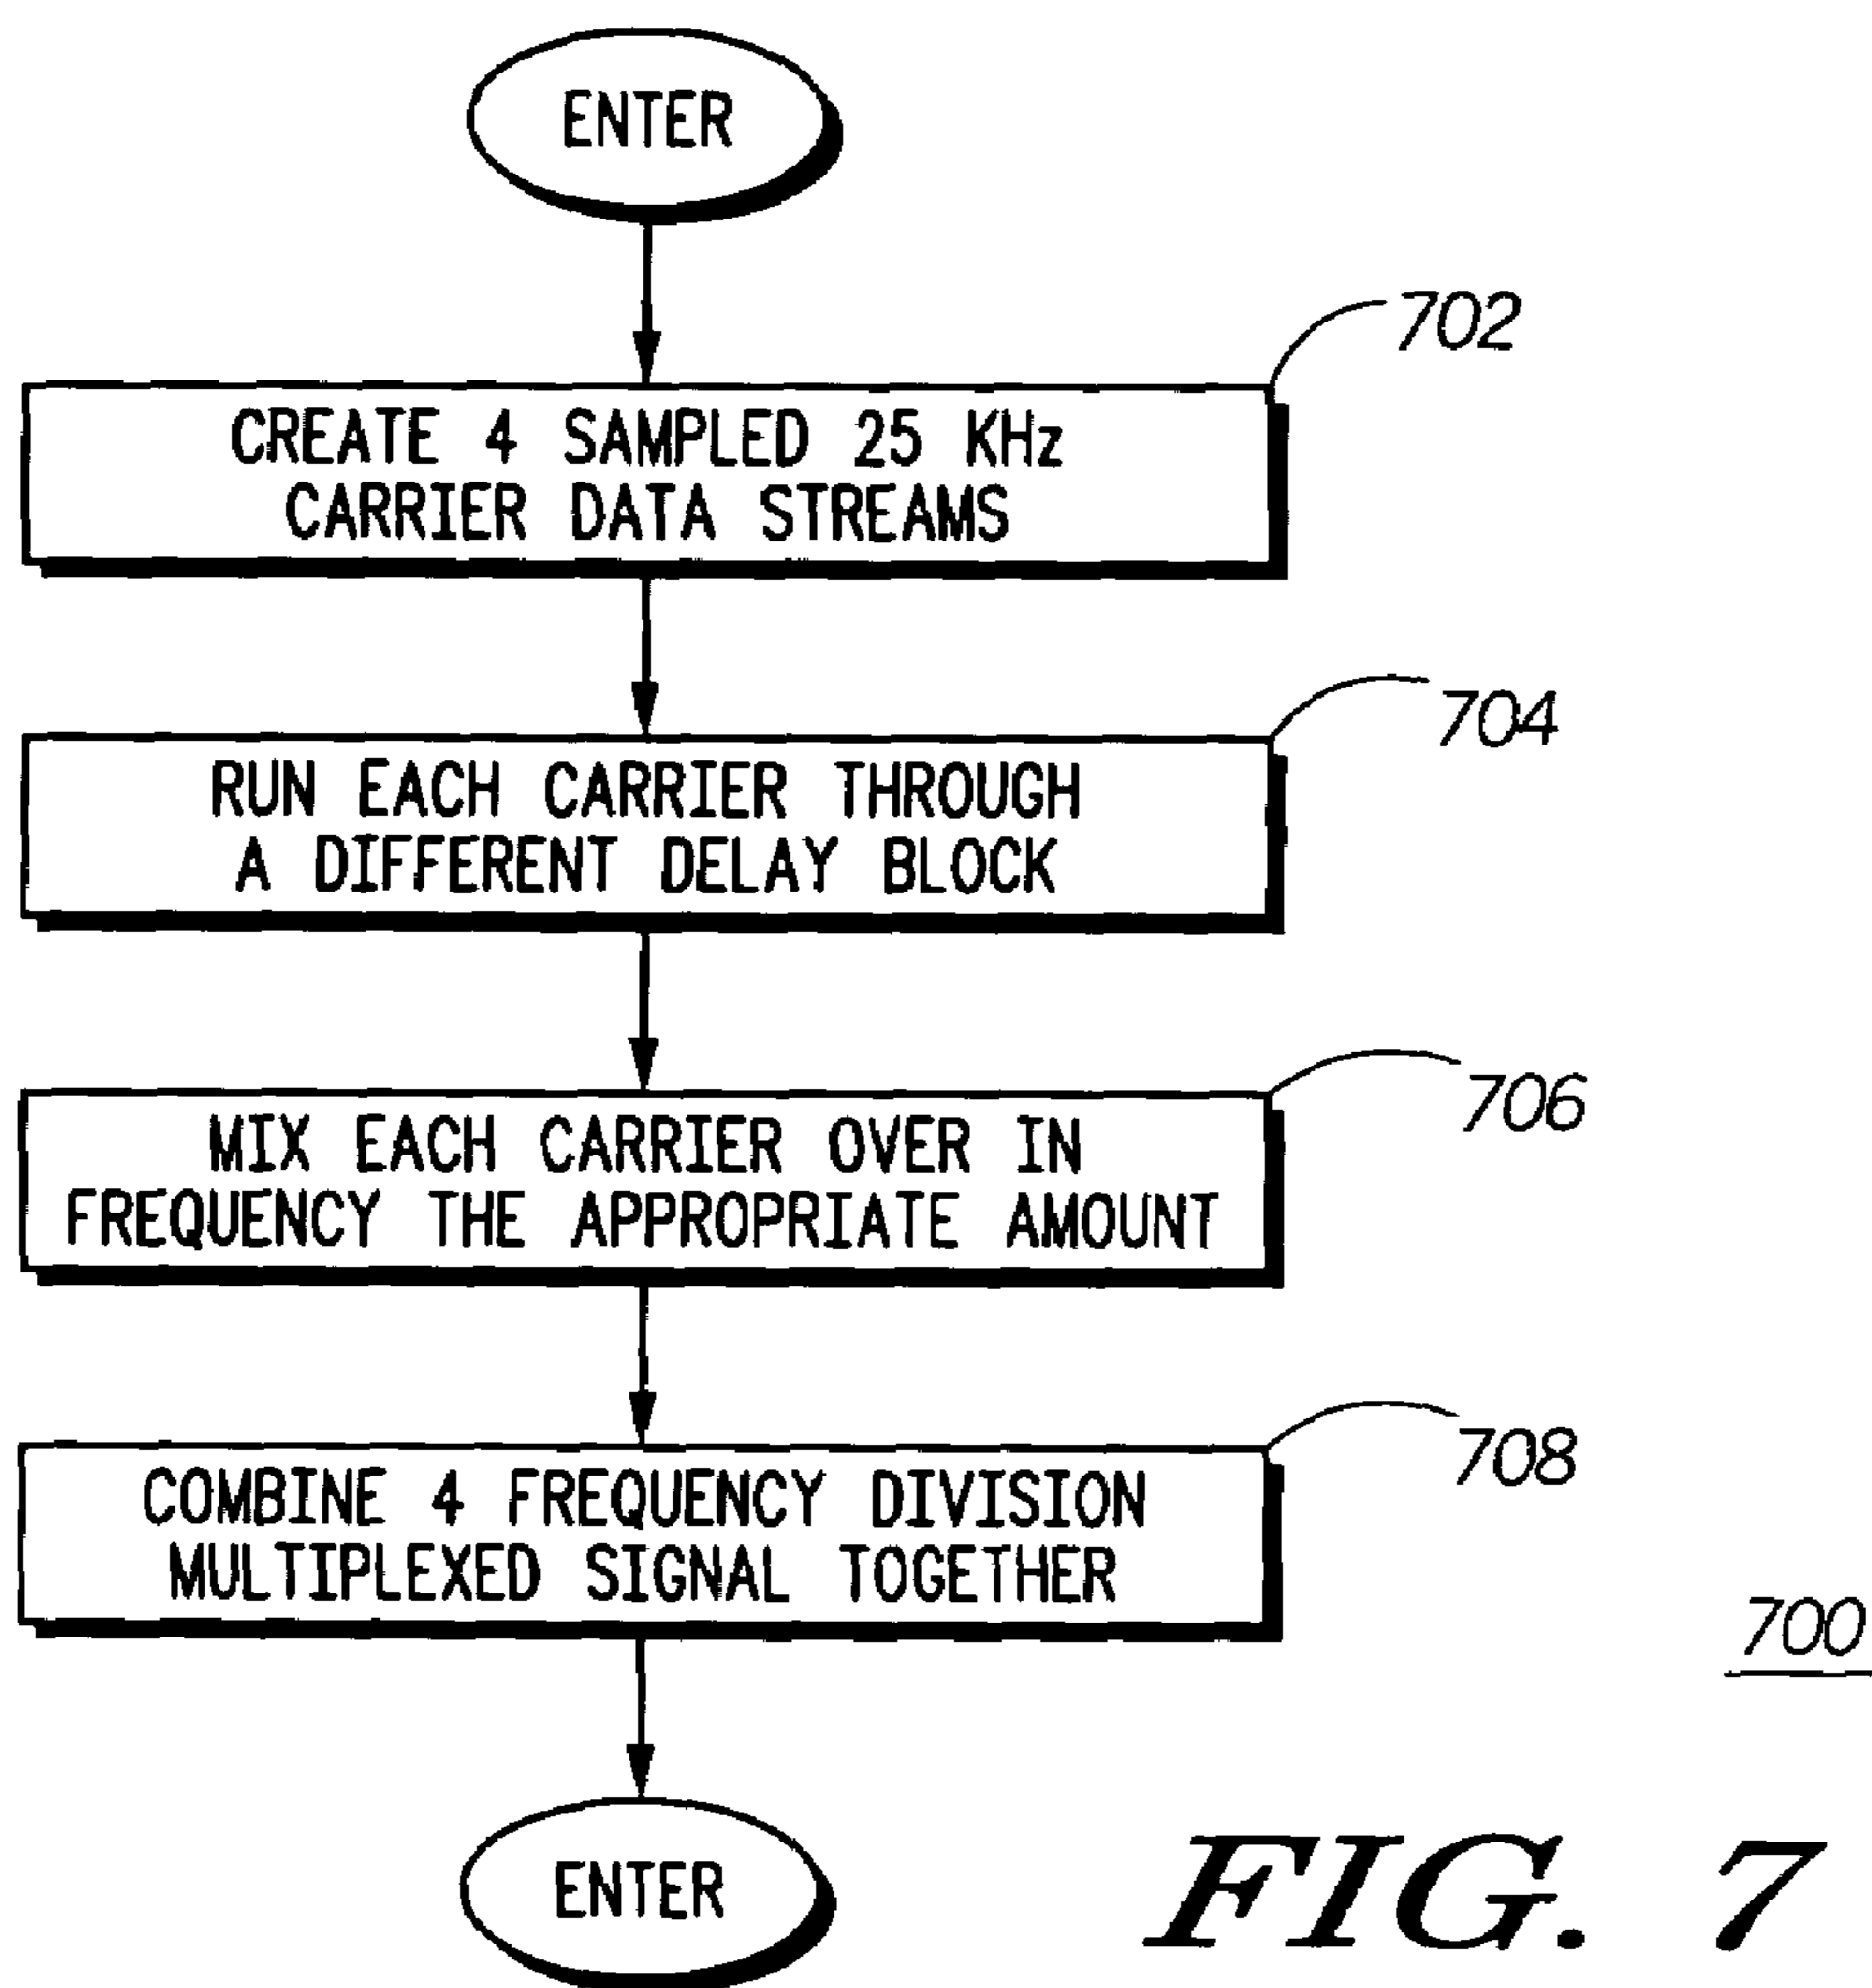 ENTER
702
CREATE 4 SAMPLED 25 KHz
CARRIER DATA STREAMS
704
RUN EACH CARRIER THROUGH
A DIFFERENT DELAY BLOCK
706
MIX EACH CARRIER OVER IN
FREQUENCY THE APPROPRIATE AMOUNT
708
COMBINE 4 FREQUENCY DIVISION
MULTIPLEXED SIGNAL TOGETHER
700
ENTER
FIG. 7